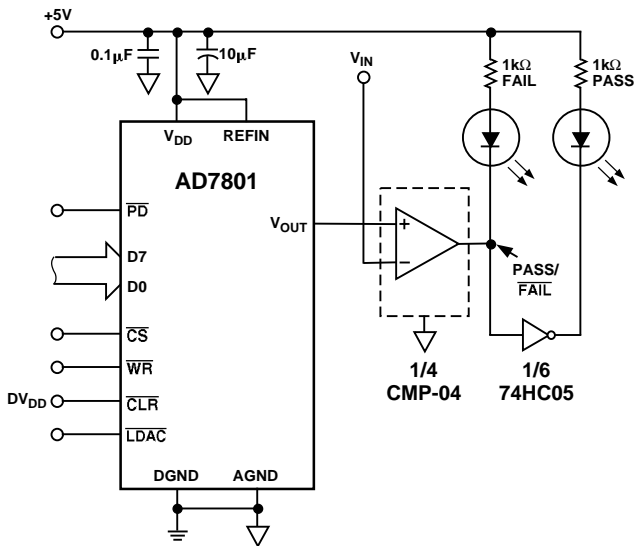 +5V
0.1µF
10µF
VIN
1kΩ
FAIL
1kΩ
PASS
VDD
REFIN
AD7801
PD
VOUT
+
D7
D0
−
PASS/
FAIL
CS
WR
DVDD
CLR
LDAC
1/4
CMP-04
1/6
74HC05
DGND
AGND